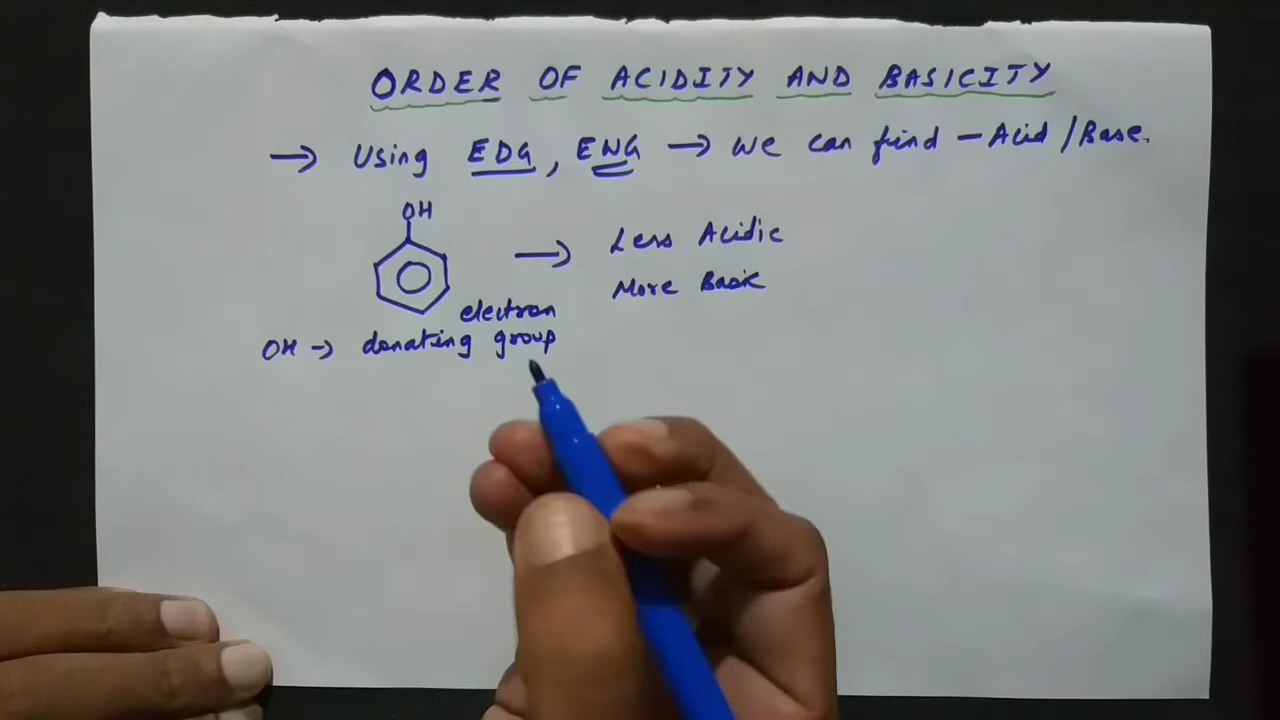 ORDER OF ACIDITY AND BASICITY
→ Using EDG, ENG → We can find - Acid / Base.
OH
→ Less Acidic
More Basic
electron
OH → donating group